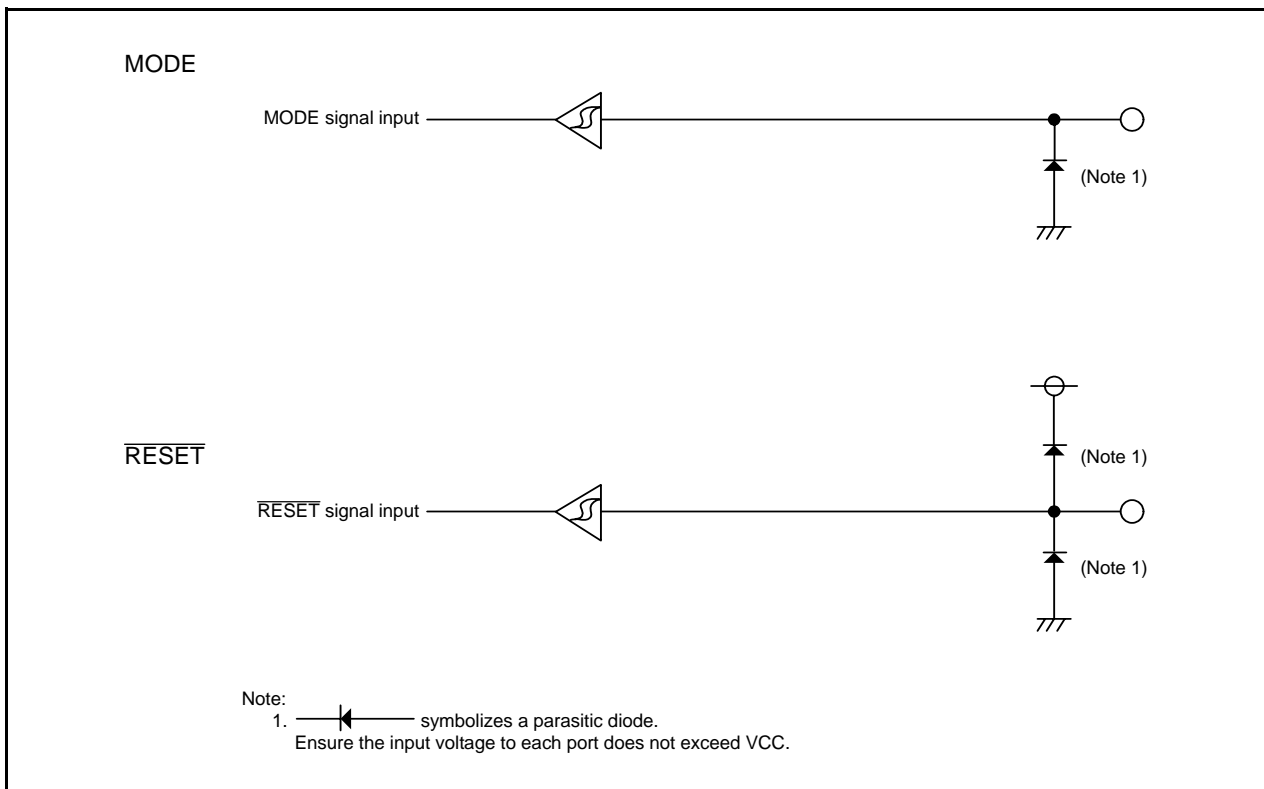 MODE
MODE signal input
(Note 1)
(Note 1)
RESET
RESET signal input
(Note 1)
Note:
1. symbolizes a parasitic diode.
Ensure the input voltage to each port does not exceed VCC.